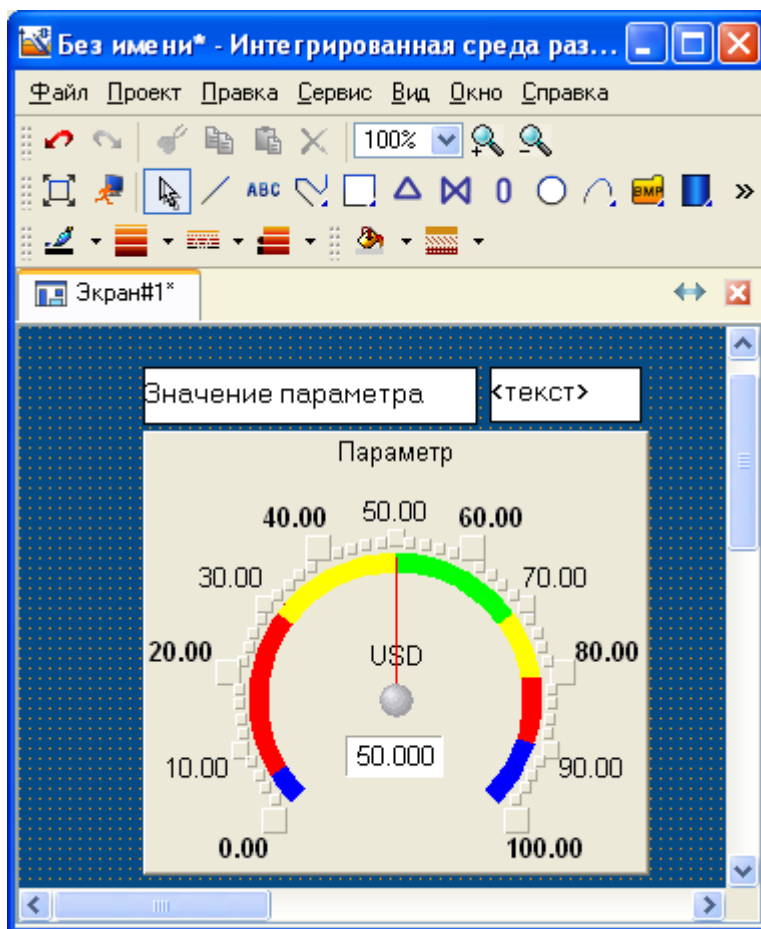 Без имени* - Интегрированная среда раз...
Файл Проект Правка Сервис Вид Окно Справка
100%
ABC BMP »
Экран#1*
Значение параметра <текст>
Параметр
40.00 50.00 60.00
30.00 70.00
20.00 USD 80.00
10.00 50.000 90.00
0.00 100.00